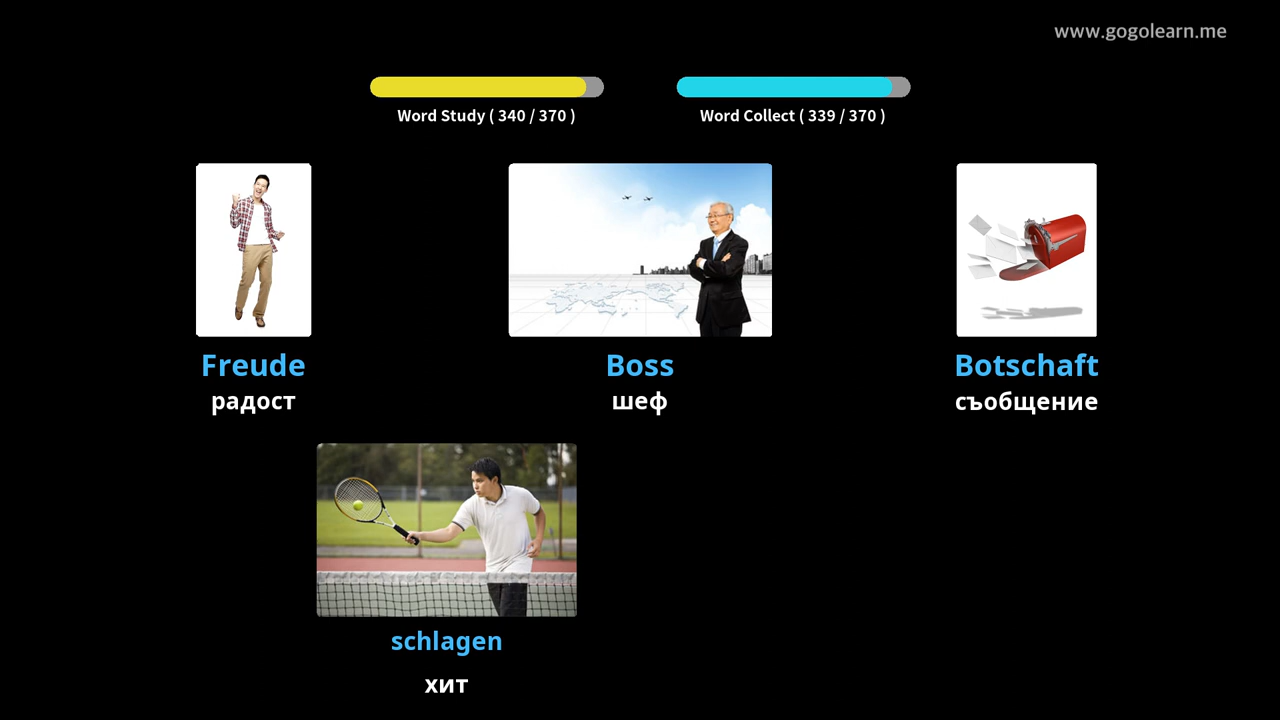 www.gogolearn.me
Word Study ( 340 / 370 )
Word Collect ( 339 / 370 )
Freude
Boss
Botschaft
радост
шеф
съобщение
schlagen
хит